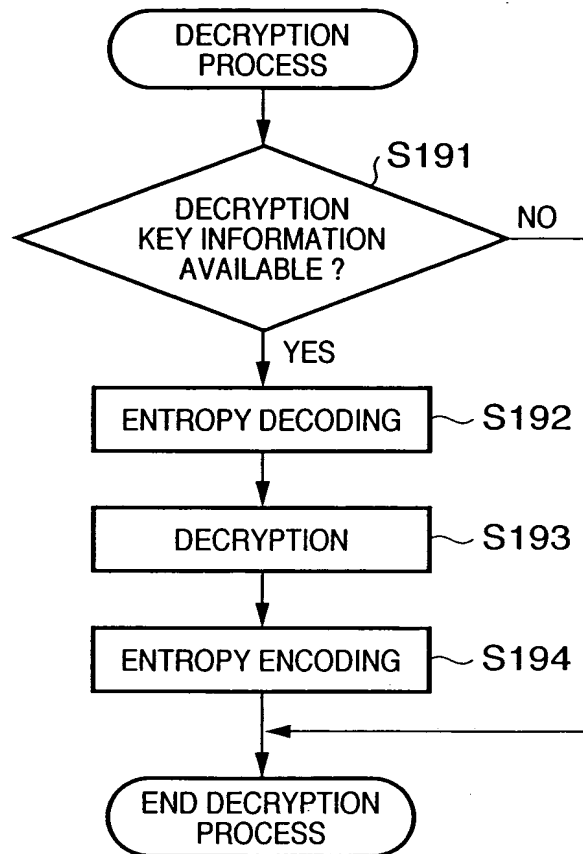 DECRYPTION
PROCESS
S191
DECRYPTION
KEY INFORMATION
AVAILABLE ?
NO
YES
ENTROPY DECODING
S192
DECRYPTION
S193
ENTROPY ENCODING
S194
END DECRYPTION
PROCESS